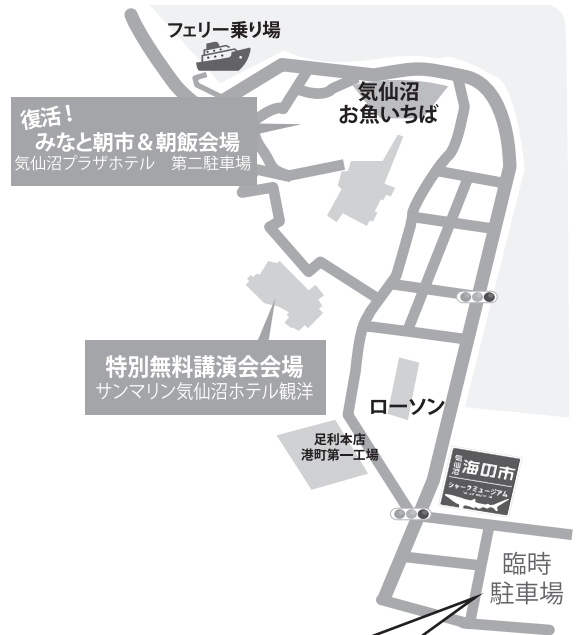 フェリー乗り場
気仙沼
お魚いちば
復活!
みなと朝市&朝飯会場
気仙沼プラザホテル 第二駐車場
特別無料講演会会場
サンマリン気仙沼ホテル観洋
ローソン
足利本店
港町第一工場
気仙沼
海の市
シャークミュージアム
臨時
駐車場